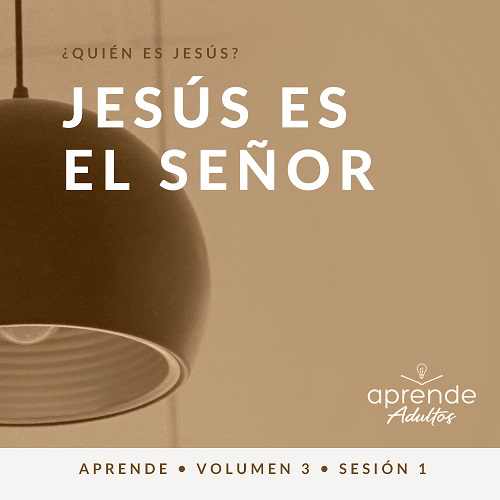 ¿QUIÉN ES JESÚS?
JESÚS ES
EL SEÑOR
aprende
Adultos
APRENDE • VOLUMEN 3 • SESIÓN 1